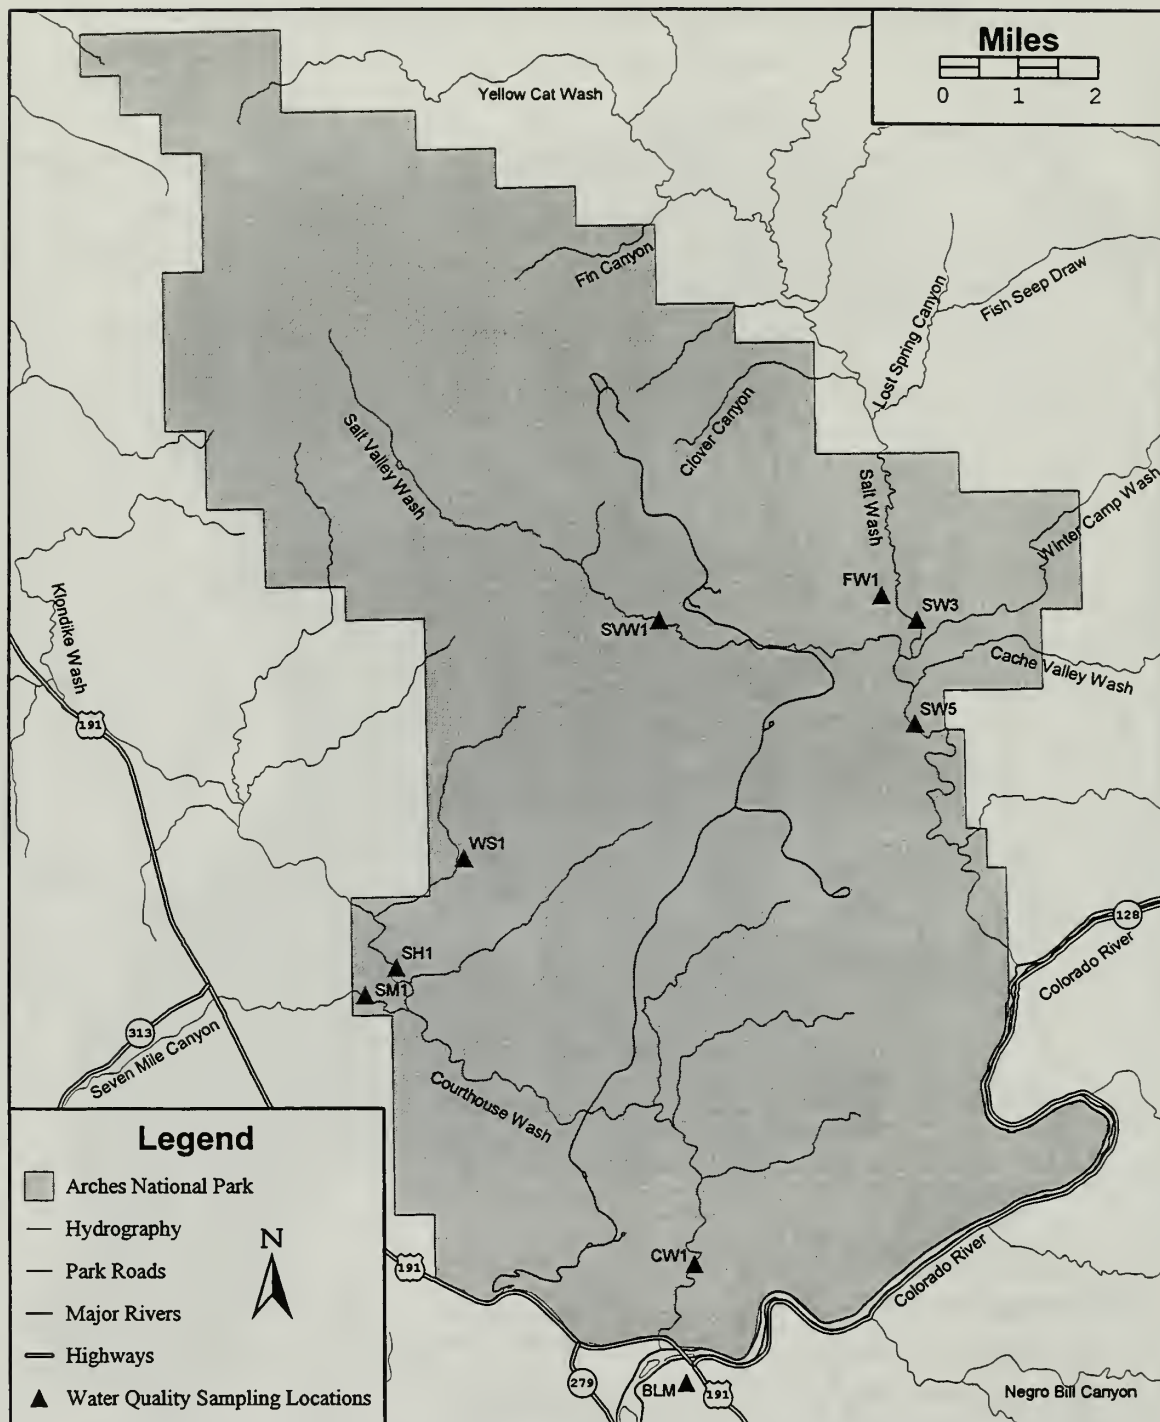 Miles
0 1 2
Yellow Cat Wash
Fin Canyon
Fish Seep Draw
Lost Spring Canyon
Clover Canyon
Salt Valley Wash
Salt Wash
Winter Camp Wash
FW1
SW3
SVW1
Klondike Wash
Cache Valley Wash
SW5
191
WS1
128
Colorado River
SH1
SM1
313
Seven Mile Canyon
Courthouse Wash
Legend
Arches National Park
Hydrography
Park Roads
Major Rivers
Highways
Water Quality Sampling Locations
N
191
CW1
Colorado River
279
BLM
191
Negro Bill Canyon